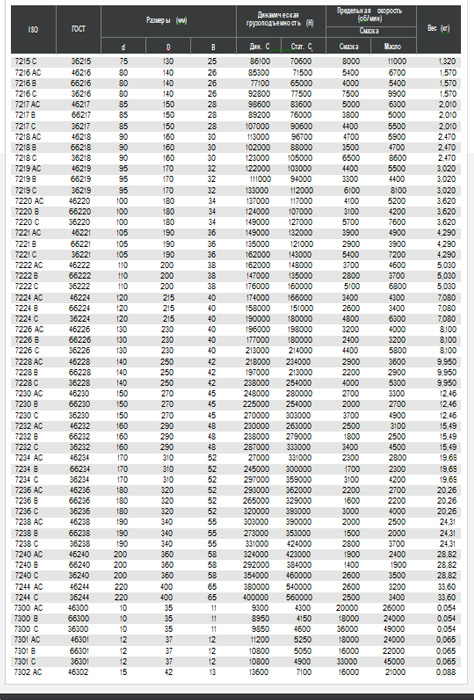 ISO ГОСТ Размеры (мм) Динамическая грузоподъемность (Н) Предельная скорость (об/мин) Вес (кг)
Смазка
d D B Дин. C Стат. C Смазка Масло
7215 C 36215 75 130 25 86100 70600 8000 11000 1,320
7216 AC 46216 80 140 26 85300 71500 5400 6700 1,570
7216 B 66216 80 140 26 77100 65000 4000 5400 1,570
7216 C 36216 80 140 26 92800 77500 7500 9900 1,570
7217 AC 46217 85 150 28 98600 83600 5000 6300 2,010
7217 B 66217 85 150 28 89200 76000 3800 5000 2,010
7217 C 36217 85 150 28 107000 90600 4400 5500 2,010
7218 AC 46218 90 160 30 113000 96700 4700 5900 2,470
7218 B 66218 90 160 30 102000 88000 3500 4700 2,470
7218 C 36218 90 160 30 123000 105000 6500 8600 2,470
7219 AC 46219 95 170 32 122000 103000 4400 5500 3,020
7219 B 66219 95 170 32 111000 94000 3300 4400 3,020
7219 C 36219 95 170 32 133000 112000 6100 8100 3,020
7220 AC 46220 100 180 34 137000 117000 4100 5200 3,620
7220 B 66220 100 180 34 124000 107000 3100 4200 3,620
7220 C 36220 100 180 34 149000 127000 5700 7600 3,620
7221 AC 46221 105 190 36 149000 132000 3900 4900 4,290
7221 B 66221 105 190 36 135000 121000 2900 3900 4,290
7221 C 36221 105 190 36 162000 143000 5400 7200 4,290
7222 AC 46222 110 200 38 162000 148000 3700 4600 5,030
7222 B 66222 110 200 38 147000 135000 2800 3700 5,030
7222 C 36222 110 200 38 176000 160000 5100 6800 5,030
7224 AC 46224 120 215 40 174000 166000 3400 4300 7,080
7224 B 66224 120 215 40 158000 151000 2600 3400 7,080
7224 C 36224 120 215 40 190000 180000 4800 6300 7,080
7226 AC 46226 130 230 40 196000 198000 3200 4000 8,100
7226 B 66226 130 230 40 177000 180000 2400 3200 8,100
7226 C 36226 130 230 40 213000 214000 4400 5800 8,100
7228 AC 46228 140 250 42 218000 234000 2900 3600 9,950
7228 B 66228 140 250 42 197000 213000 2200 2900 9,950
7228 C 36228 140 250 42 238000 254000 4000 5300 9,950
7230 AC 46230 150 270 45 248000 280000 2700 3300 12,46
7230 B 66230 150 270 45 225000 254000 2000 2700 12,46
7230 C 36230 150 270 45 270000 303000 3700 4900 12,46
7232 AC 46232 160 290 48 230000 263000 2500 3100 15,49
7232 B 66232 160 290 48 238000 279000 1800 2500 15,49
7232 C 36232 160 290 48 287000 333000 3400 4500 15,49
7234 AC 46234 170 310 52 27000 331000 2300 2800 19,65
7234 B 66234 170 310 52 245000 300000 1700 2300 19,65
7234 C 36234 170 310 52 297000 359000 3100 4200 19,65
7236 AC 46236 180 320 52 293000 362000 2200 2700 20,26
7236 B 66236 180 320 52 265000 329000 1600 2200 20,26
7236 C 36236 180 320 52 320000 393000 3000 4000 20,26
7238 AC 46238 190 340 55 303000 390000 2000 2500 24,31
7238 B 66238 190 340 55 273000 353000 1500 2000 24,31
7238 C 36238 190 340 55 331000 424000 2800 3700 24,31
7240 AC 46240 200 360 58 324000 423000 1900 2400 28,82
7240 B 66240 200 360 58 292000 384000 1400 1900 28,82
7240 C 36240 200 360 58 354000 460000 2600 3500 28,82
7244 AC 46244 220 400 65 380000 540000 2600 3200 33,60
7244 C 36244 220 400 65 400000 560000 2500 3400 33,60
7300 AC 46300 10 35 11 9300 4300 20000 26000 0,054
7300 B 66300 10 35 11 8950 4150 18000 24000 0,054
7300 C 36300 10 35 11 9850 4600 36000 49000 0,054
7301 AC 46301 12 37 12 11200 5250 18000 24000 0,065
7301 B 66301 12 37 12 10800 5050 16000 22000 0,065
7301 C 36301 12 37 12 10800 4900 33000 45000 0,065
7302 AC 46302 15 42 13 13600 7100 16000 21000 0,088